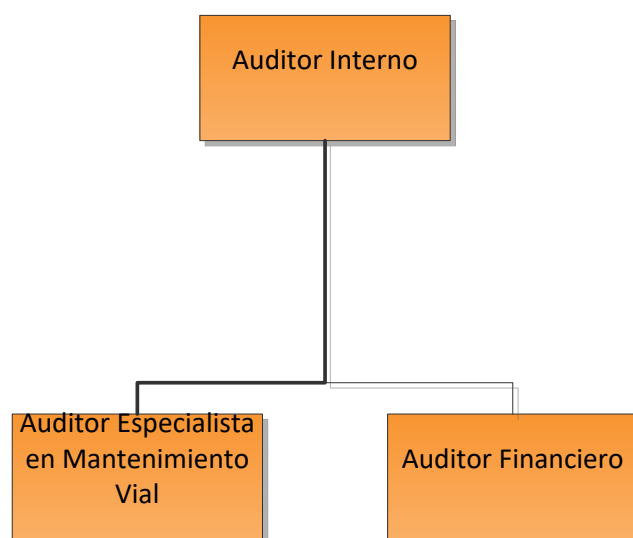 Auditor Interno
Auditor Especialista
en Mantenimiento
Vial
Auditor Financiero